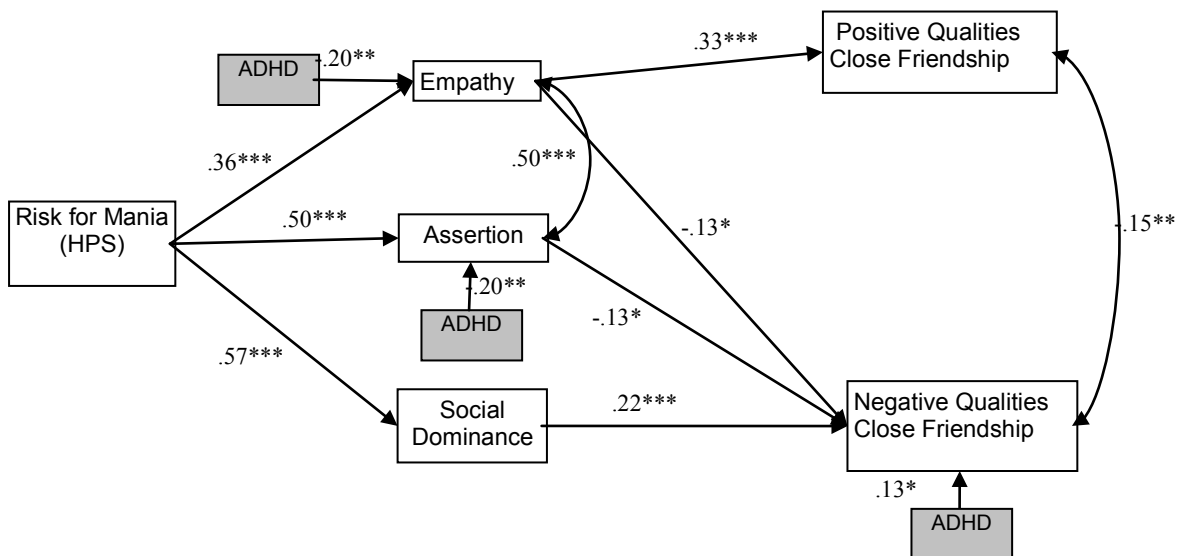 Positive Qualities
Close Friendship
ADHD
-.20**
Empathy
.33***
.36***
.50***
Risk for Mania
(HPS)
.50***
Assertion
-.13*
-.15**
-.20**
ADHD
-.13*
.57***
Social
Dominance
.22***
Negative Qualities
Close Friendship
.13*
ADHD